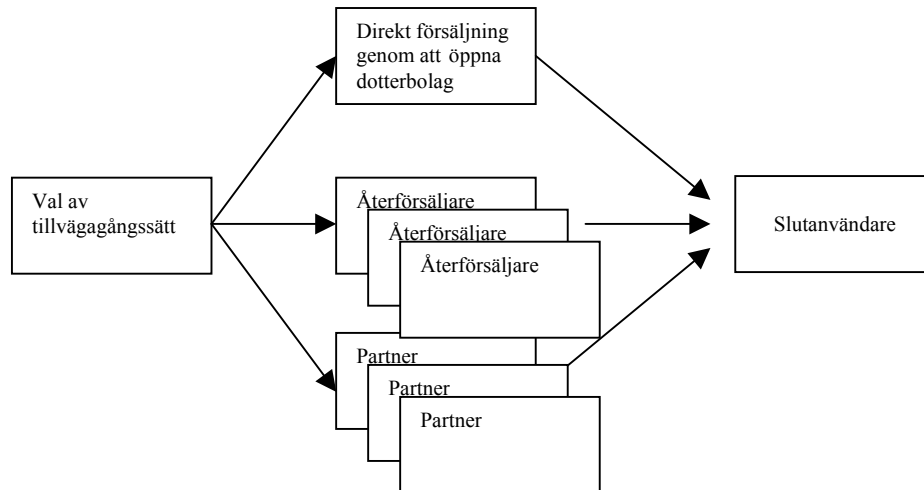 Direkt försäljning
genom att öppna
dotterbolag
Val av
tillvägagångssätt
Återförsäljare
Återförsäljare
Återförsäljare
Slutanvändare
Partner
Partner
Partner